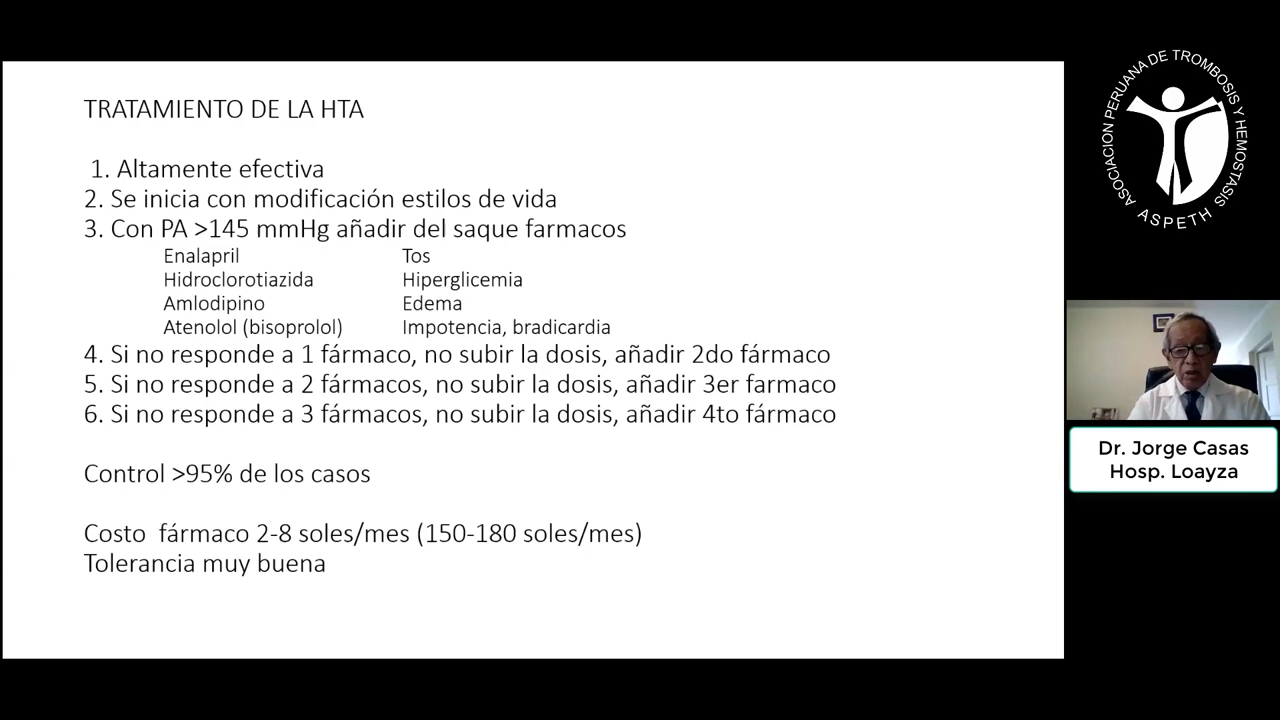 TRATAMIENTO DE LA HTA
1. Altamente efectiva
2. Se inicia con modificación estilos de vida
3. Con PA >145 mmHg añadir del saque farmacos
Enalapril Tos
Hidroclorotiazida Hiperglicemia
Amlodipino Edema
Atenolol (bisoprolol) Impotencia, bradicardia
4. Si no responde a 1 fármaco, no subir la dosis, añadir 2do fármaco
5. Si no responde a 2 fármacos, no subir la dosis, añadir 3er farmaco
6. Si no responde a 3 fármacos, no subir la dosis, añadir 4to fármaco
Control >95% de los casos
Costo fármaco 2-8 soles/mes (150-180 soles/mes)
Tolerancia muy buena
ASOCIACION PERUANA DE TROMBOSIS Y HEMOSTASIS
ASPETH
Dr. Jorge Casas
Hosp. Loayza